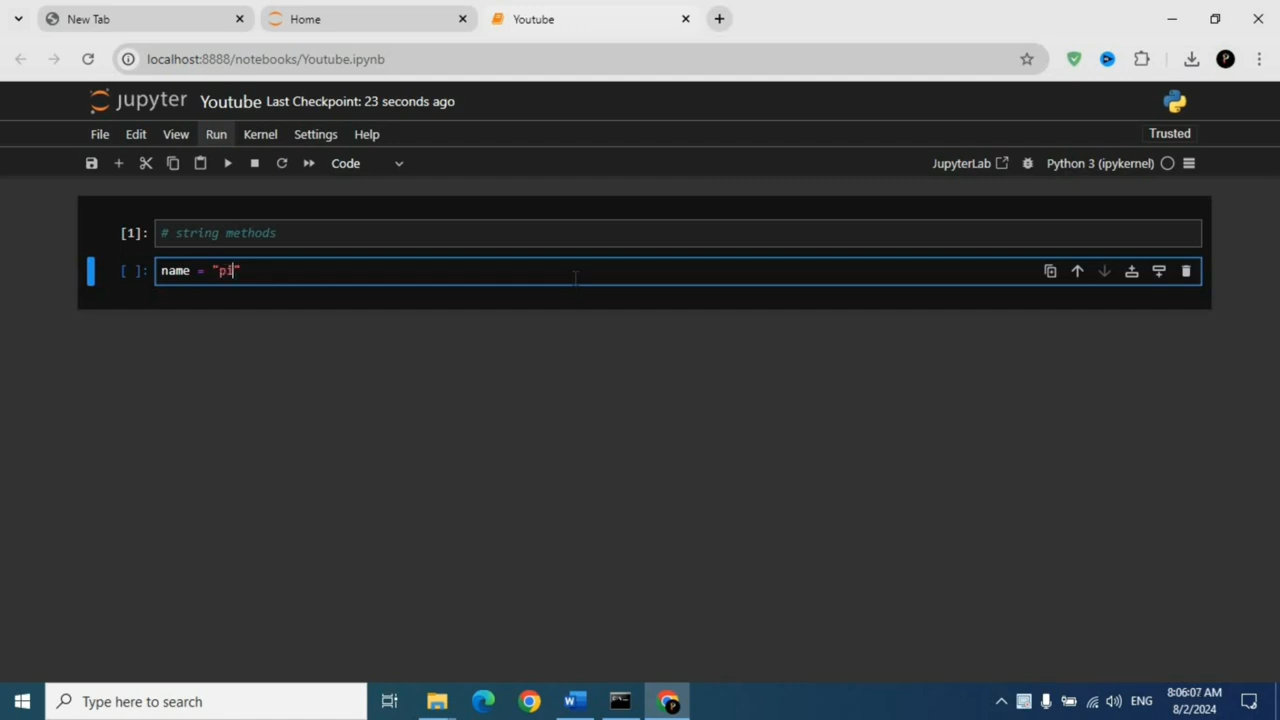 New Tab
Home
Youtube
localhost:8888/notebooks/Youtube.ipynb
P
jupyter Youtube Last Checkpoint: 23 seconds ago
File Edit View Run Kernel Settings Help
Trusted
Code
JupyterLab
Python 3 (ipykernel)
[1]: # string methods
[ ]: name = "pi"
Type here to search
W
P
ENG
8:06:07 AM
8/2/2024